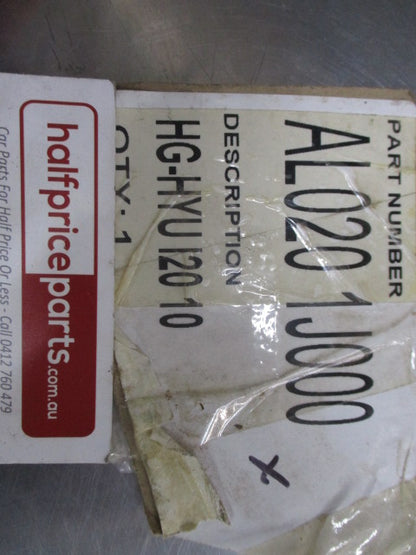 PART NUMBER
AL020 1J000
DESCRIPTION
HG-HYU I20 10
QTY: 1
X
halfpriceparts.com.au
Car Parts For Half Price Or Less - Call 0412 760 479